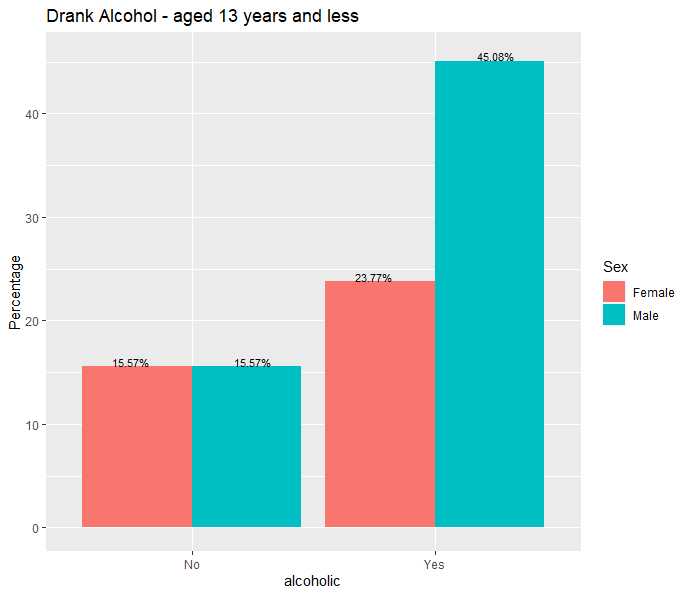 Drank Alcohol - aged 13 years and less
Percentage
40
30
20
10
0
15.57%
15.57%
23.77%
45.08%
No
Yes
alcoholic
Sex
Female
Male